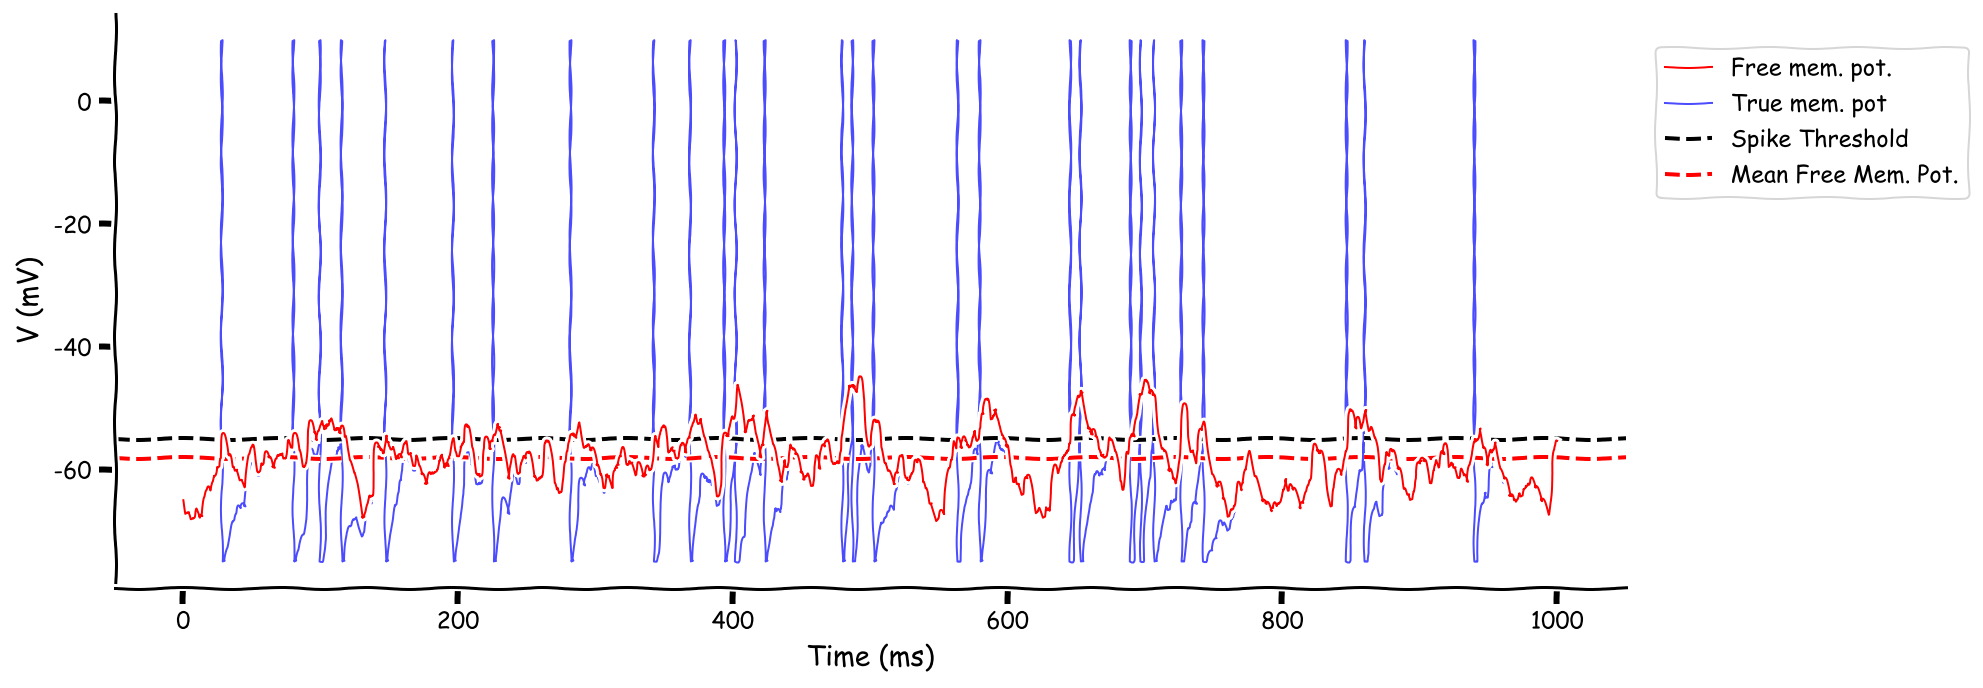 Free mem. pot.
True mem. pot
Spike Threshold
Mean Free Mem. Pot.
V (mV)
0
-20
-40
-60
0 200 400 600 800 1000
Time (ms)